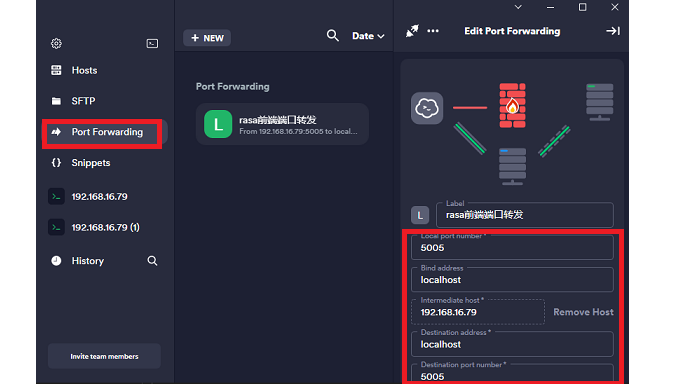 Hosts
SFTP
Port Forwarding
Snippets
192.168.16.79
192.168.16.79 (1)
History
Invite team members
+ NEW
Date
Port Forwarding
L
rasa前端端口转发
From 192.168.16.79:5005 to local...
Edit Port Forwarding
L
Label
rasa前端端口转发
Local port number *
5005
Bind address
localhost
Intermediate host *
192.168.16.79
Remove Host
Destination address *
localhost
Destination port number *
5005